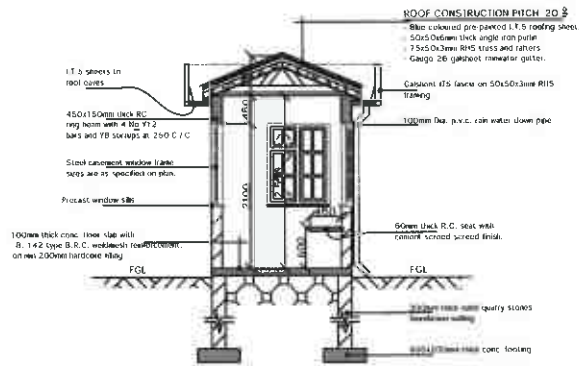 ROOF CONSTRUCTION PITCH 20
- Blue coloured pre-painted I.T.5 roofing sheet
- 50x50x6mm thick angle iron purlin
- 75x50x3mm RHS truss and rafters
- Gauge 26 galsheet rainwater gutter.
I.T.5 sheets to
roof eaves
Galsheet IT5 fascia on 50x50x3mm RHS
framing
450x150mm thick RC
ring beam with 4 No Y12
bars and Y8 stirrups at 250 C / C
100mm Dia. p.v.c. rain water down pipe
Steel casement window frame
sizes are as specified on plan.
Precast window sills
100mm thick conc. floor slab with
142 type B.R.C. weldmesh reinforcement
on 200mm hardcore filling
60mm thick R.C. seat with
cement screed finish.
450
2100
450
600
FGL
FGL
quarry stones
walling
thick conc. footing